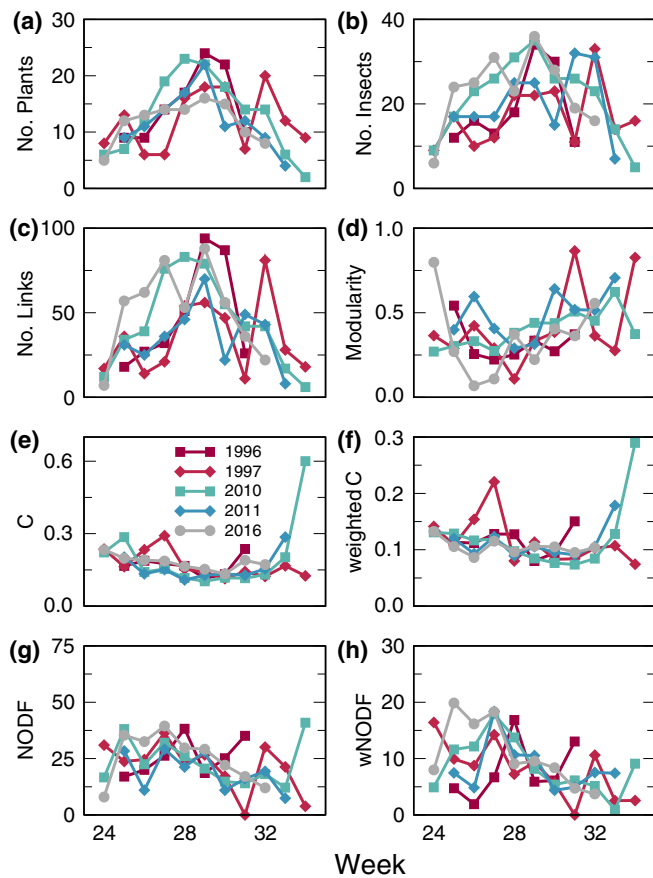 (a)
30
20
10
0
No. Plants
(b)
40
20
0
No. Insects
(c)
100
50
0
No. Links
(d)
1.0
0.5
0.0
Modularity
(e)
0.6
0.3
0.0
C
1996
1997
2010
2011
2016
(f)
0.3
0.2
0.1
0.0
weighted C
(g)
75
50
25
0
NODF
24 28 32
(h)
30
20
10
0
wNODF
24 28 32
Week